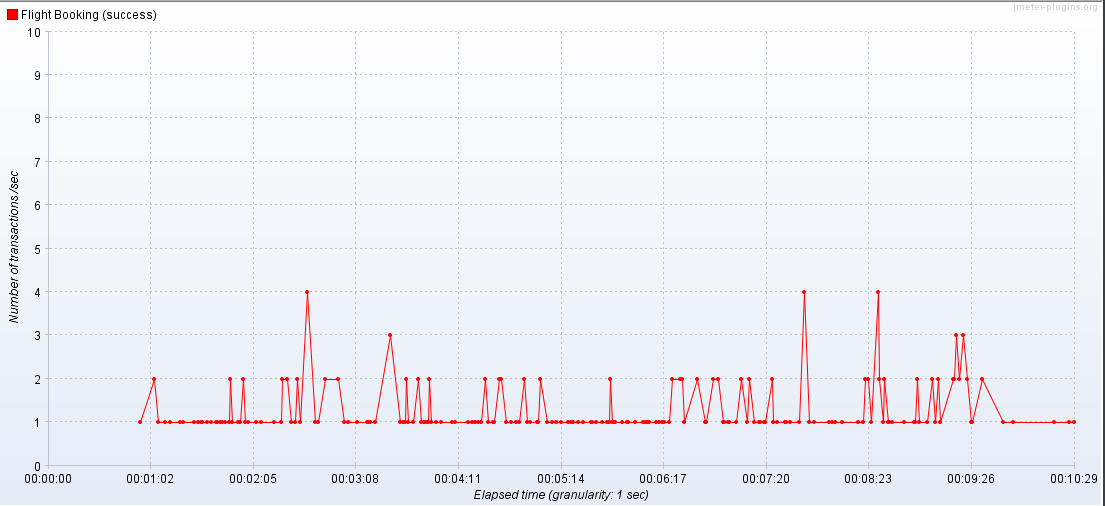 Flight Booking (success)
jmeter-plugins.org
10
9
8
7
6
5
4
3
2
1
0
Number of transactions /sec
00:00:00 00:01:02 00:02:05 00:03:08 00:04:11 00:05:14 00:06:17 00:07:20 00:08:23 00:09:26 00:10:29
Elapsed time (granularity: 1 sec)